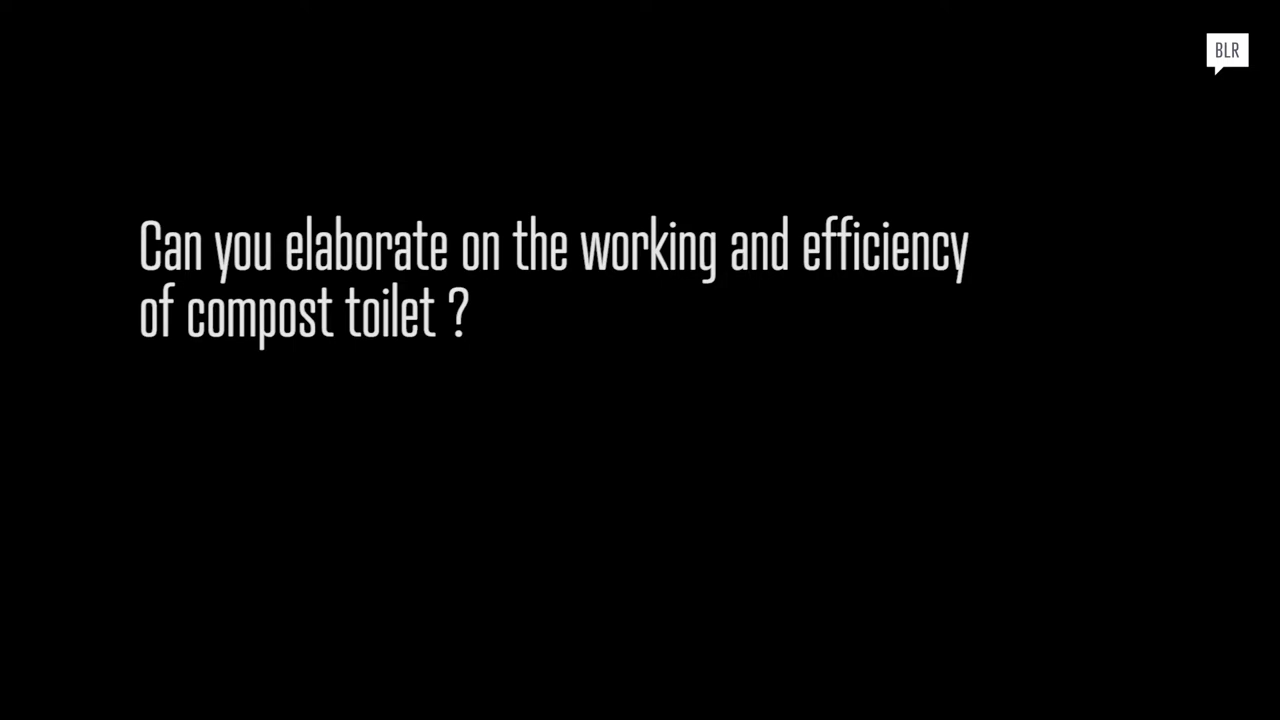 BLR
Can you elaborate on the working and efficiency
of compost toilet ?